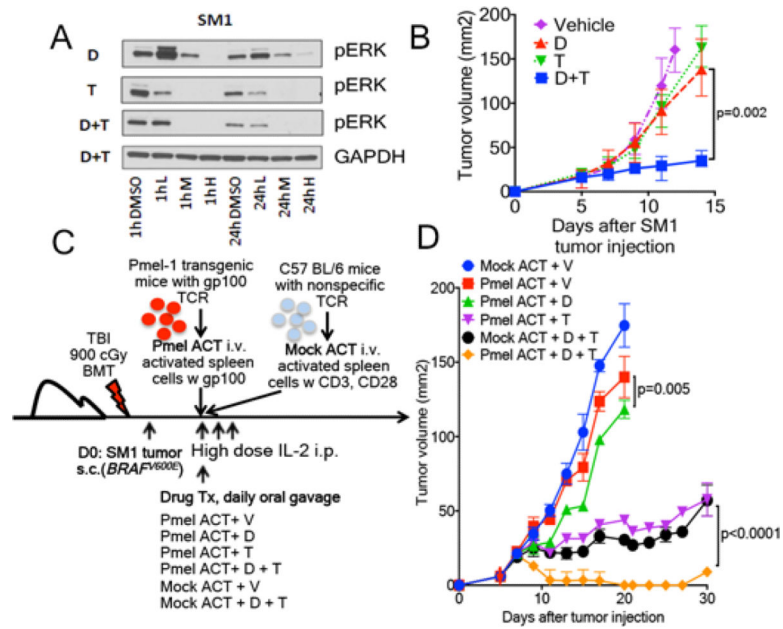 SM1
A
D
pERK
T
pERK
D+T
pERK
D+T
GAPDH
1h DMSO
1h L
1h M
1h H
24h DMSO
24h L
24h M
24h H
B
Vehicle
D
T
D+T
Tumor volume (mm2)
200
150
100
50
0
p=0.002
0
5
10
15
Days after SM1
tumor injection
C
Pmel-1 transgenic
mice with gp100
TCR
C57 BL/6 mice
with nonspecific
TCR
TBI
900 cGy
BMT
Pmel ACT i.v.
activated spleen
cells w gp100
Mock ACT i.v.
activated spleen
cells w CD3, CD28
D0: SM1 tumor
s.c.(BRAFV600E)
High dose IL-2 i.p.
Drug Tx, daily oral gavage
Pmel ACT+ V
Pmel ACT + D
Pmel ACT + T
Pmel ACT+ D + T
Mock ACT + V
Mock ACT + D + T
D
Mock ACT + V
Pmel ACT + V
Pmel ACT + D
Pmel ACT + T
Mock ACT + D + T
Pmel ACT + D + T
Tumor volume (mm2)
200
150
100
50
0
p=0.005
p<0.0001
0
10
20
30
Days after tumor injection